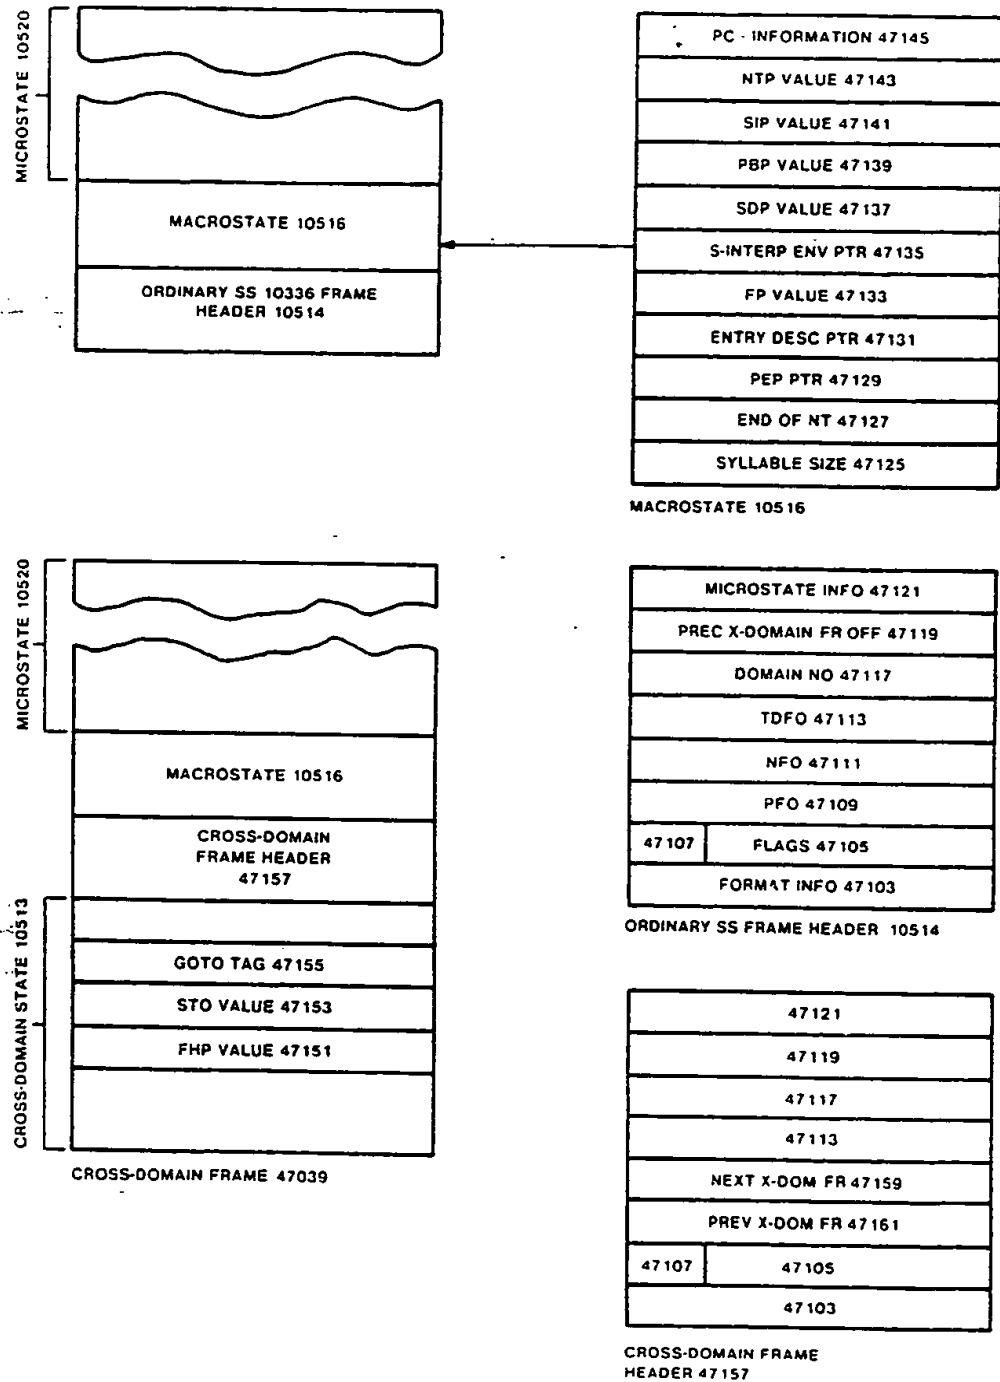 MICROSTATE 10520
MACROSTATE 10516
ORDINARY SS 10336 FRAME
HEADER 10514
PC - INFORMATION 47145
NTP VALUE 47143
SIP VALUE 47141
PBP VALUE 47139
SDP VALUE 47137
S-INTERP ENV PTR 47135
FP VALUE 47133
ENTRY DESC PTR 47131
PEP PTR 47129
END OF NT 47127
SYLLABLE SIZE 47125
MACROSTATE 10516
MICROSTATE 10520
MACROSTATE 10516
CROSS-DOMAIN
FRAME HEADER
47157
CROSS-DOMAIN STATE 10513
GOTO TAG 47155
STO VALUE 47153
FHP VALUE 47151
CROSS-DOMAIN FRAME 47039
MICROSTATE INFO 47121
PREC X-DOMAIN FR OFF 47119
DOMAIN NO 47117
TDFO 47113
NFO 47111
PFO 47109
47107
FLAGS 47105
FORMAT INFO 47103
ORDINARY SS FRAME HEADER 10514
47121
47119
47117
47113
NEXT X-DOM FR 47159
PREV X-DOM FR 47161
47107
47105
47103
CROSS-DOMAIN FRAME
HEADER 47157